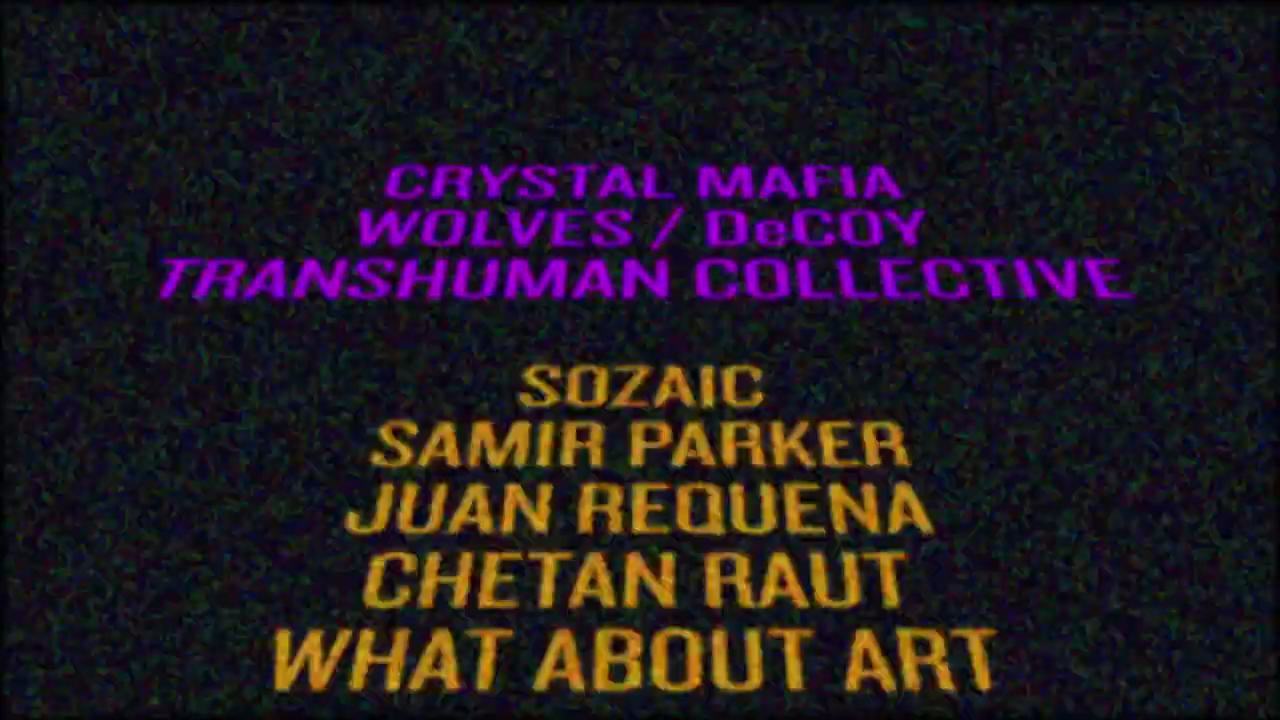 CRYSTAL MAFIA
WOLVES / DeCOY
TRANSHUMAN COLLECTIVE
SOZAIC
SAMIR PARKER
JUAN REQUENA
CHETAN RAUT
WHAT ABOUT ART